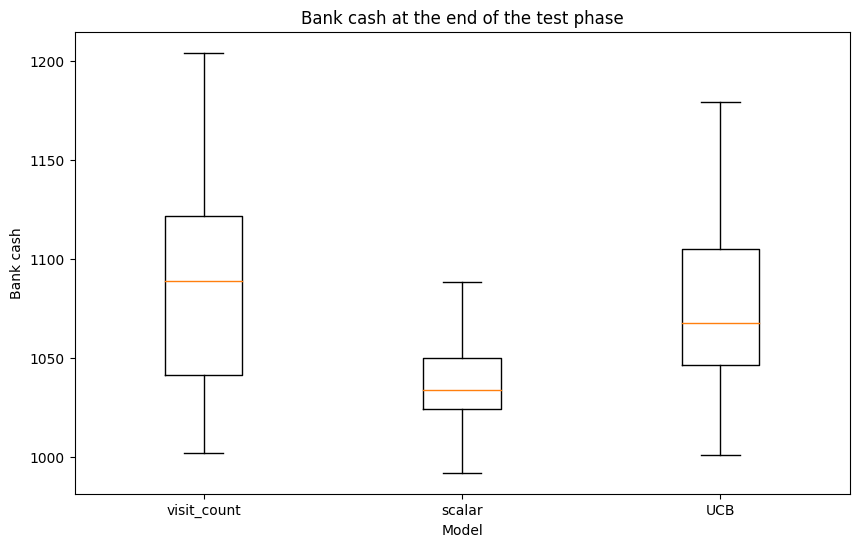 Bank cash at the end of the test phase
1200
1150
1100
1050
1000
Bank cash
visit_count scalar UCB
Model